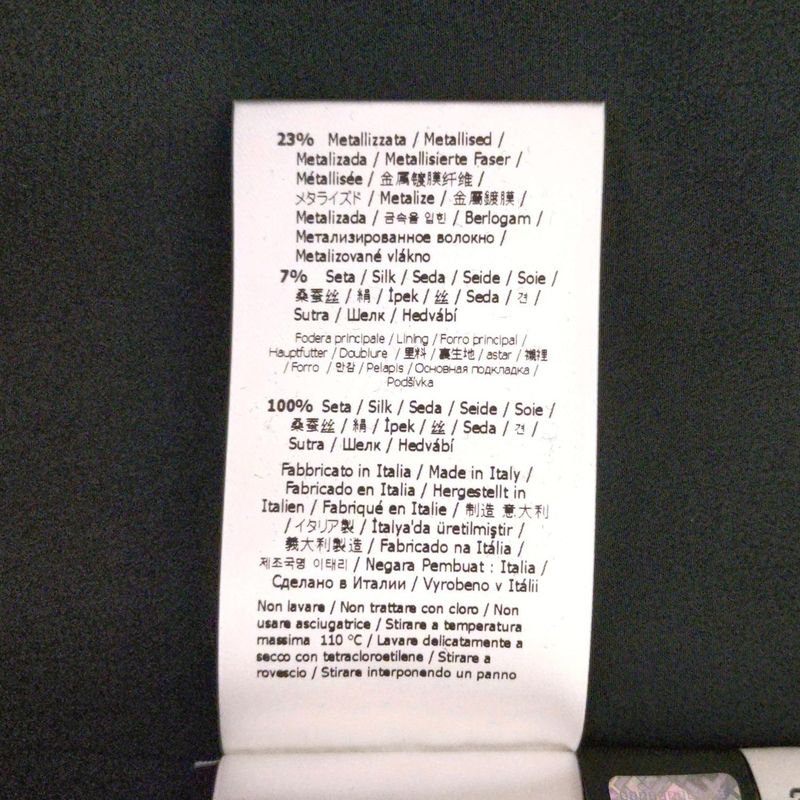 23% Metallizzata / Metallised /
Metalizada / Metallisierte Faser /
Métallisée / 金属镀膜纤维 /
メタライズド / Metalize / 金屬鍍膜 /
Metalizada / 금속을 입힌 / Berlogam /
Метализированное волокно /
Metalizované vlákno
7% Seta / Silk / Seda / Seide / Soie /
桑蚕丝 / 絹 / İpek / 丝 / Seda / 견 /
Sutra / Шелк / Hedvábí
Fodera principale / Lining / Forro principal /
Hauptfutter / Doublure / 里料 / 裏生地 / astar / 襯裡
/ Forro / 안감 / Pelapis / Основная подкладка /
Podšívka
100% Seta / Silk / Seda / Seide / Soie /
桑蚕丝 / 絹 / İpek / 丝 / Seda / 견 /
Sutra / Шелк / Hedvábí
Fabbricato in Italia / Made in Italy /
Fabricado en Italia / Hergestellt in
Italien / Fabriqué en Italie / 制造 意大利
/ イタリア製 / İtalya'da üretilmiştir /
義大利製造 / Fabricado na Itália /
제조국명 이태리 / Negara Pembuat : Italia /
Сделано в Италии / Vyrobeno v Itálii
Non lavare / Non trattare con cloro / Non
usare asciugatrice / Stirare a temperatura
massima 110 °C / Lavare delicatamente a
secco con tetracloroetilene / Stirare a
rovescio / Stirare interponendo un panno